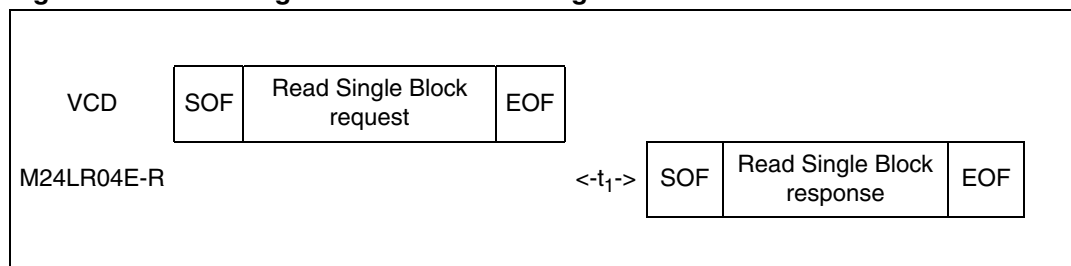 VCD SOF Read Single Block request EOF
M24LR04E-R <-t₁-> SOF Read Single Block response EOF